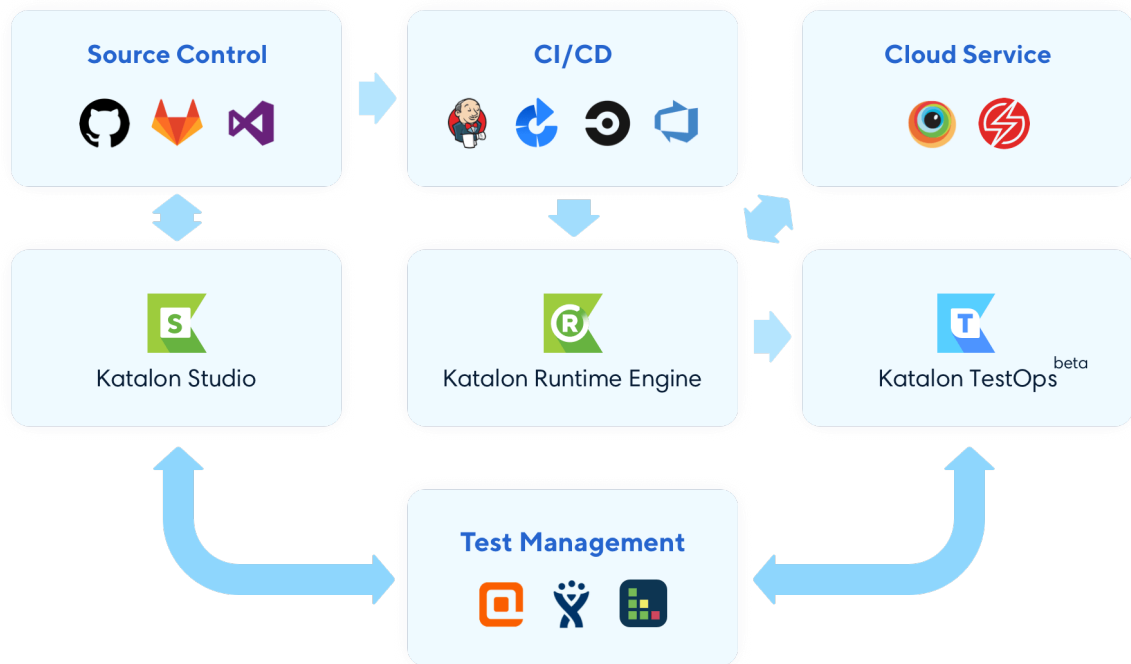 Source Control
CI/CD
Cloud Service
S
Katalon Studio
R
Katalon Runtime Engine
T
Katalon TestOps beta
Test Management